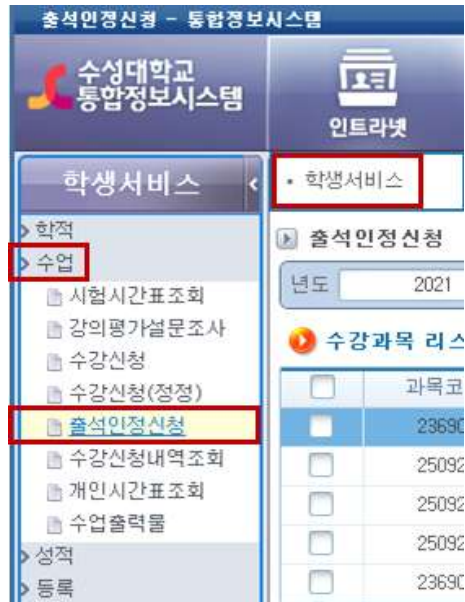 출석인정신청 - 통합정보시스템
수성대학교
통합정보시스템
인트라넷
학생서비스
• 학생서비스
학적
수업
시험시간표조회
강의평가설문조사
수강신청
수강신청(정정)
출석인정신청
수강신청내역조회
개인시간표조회
수업출력물
성적
등록
출석인정신청
년도 2021
수강과목 리스
과목코
23690
25092
25092
25092
23690